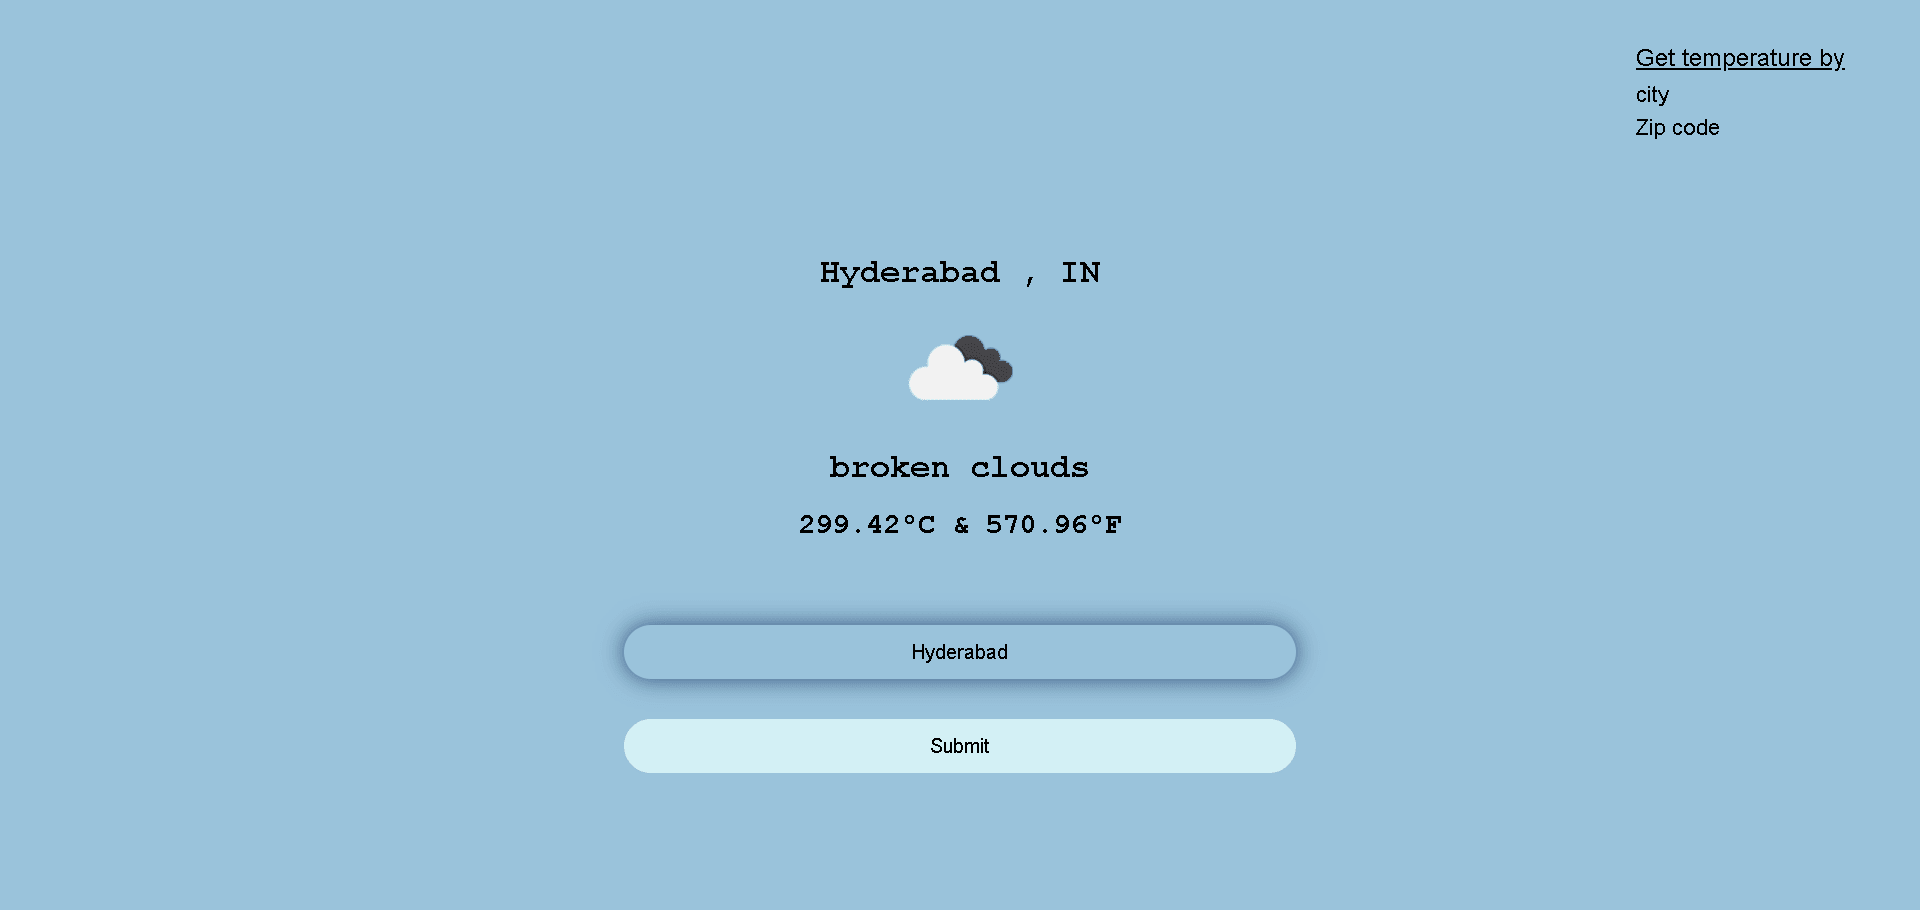 Get temperature by
city
Zip code
Hyderabad , IN
broken clouds
299.42°C & 570.96°F
Hyderabad
Submit